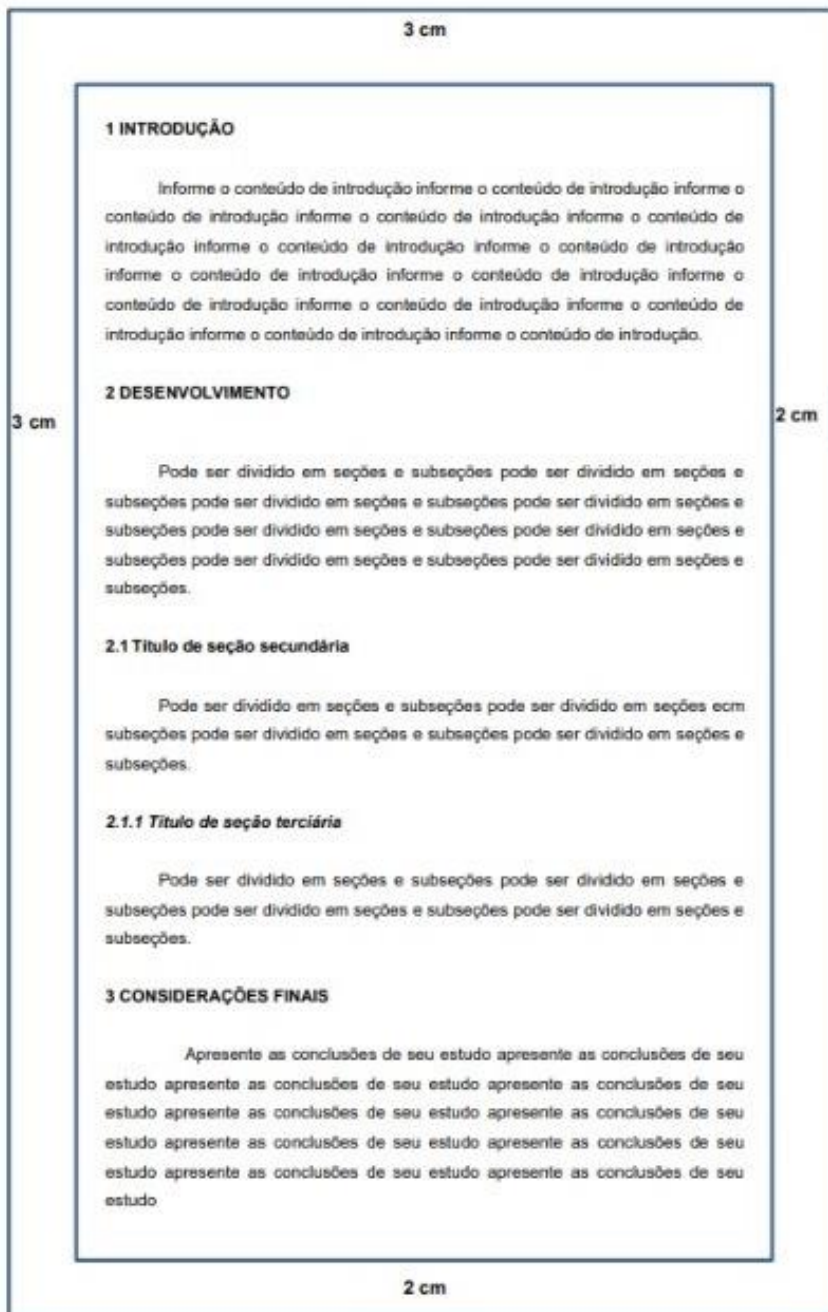 3 cm
1 INTRODUÇÃO
Informe o conteúdo de introdução informe o conteúdo de introdução informe o
conteúdo de introdução informe o conteúdo de introdução informe o conteúdo de
introdução informe o conteúdo de introdução informe o conteúdo de introdução
informe o conteúdo de introdução informe o conteúdo de introdução informe o
conteúdo de introdução informe o conteúdo de introdução informe o conteúdo de
introdução informe o conteúdo de introdução informe o conteúdo de introdução.
2 DESENVOLVIMENTO
3 cm
2 cm
Pode ser dividido em seções e subseções pode ser dividido em seções e
subseções pode ser dividido em seções e subseções pode ser dividido em seções e
subseções pode ser dividido em seções e subseções pode ser dividido em seções e
subseções pode ser dividido em seções e subseções pode ser dividido em seções e
subseções.
2.1 Título de seção secundária
Pode ser dividido em seções e subseções pode ser dividido em seções ecm
subseções pode ser dividido em seções e subseções pode ser dividido em seções e
subseções.
2.1.1 Título de seção terciária
Pode ser dividido em seções e subseções pode ser dividido em seções e
subseções pode ser dividido em seções e subseções pode ser dividido em seções e
subseções.
3 CONSIDERAÇÕES FINAIS
Apresente as conclusões de seu estudo apresente as conclusões de seu
estudo apresente as conclusões de seu estudo apresente as conclusões de seu
estudo apresente as conclusões de seu estudo apresente as conclusões de seu
estudo apresente as conclusões de seu estudo apresente as conclusões de seu
estudo apresente as conclusões de seu estudo apresente as conclusões de seu
estudo
2 cm